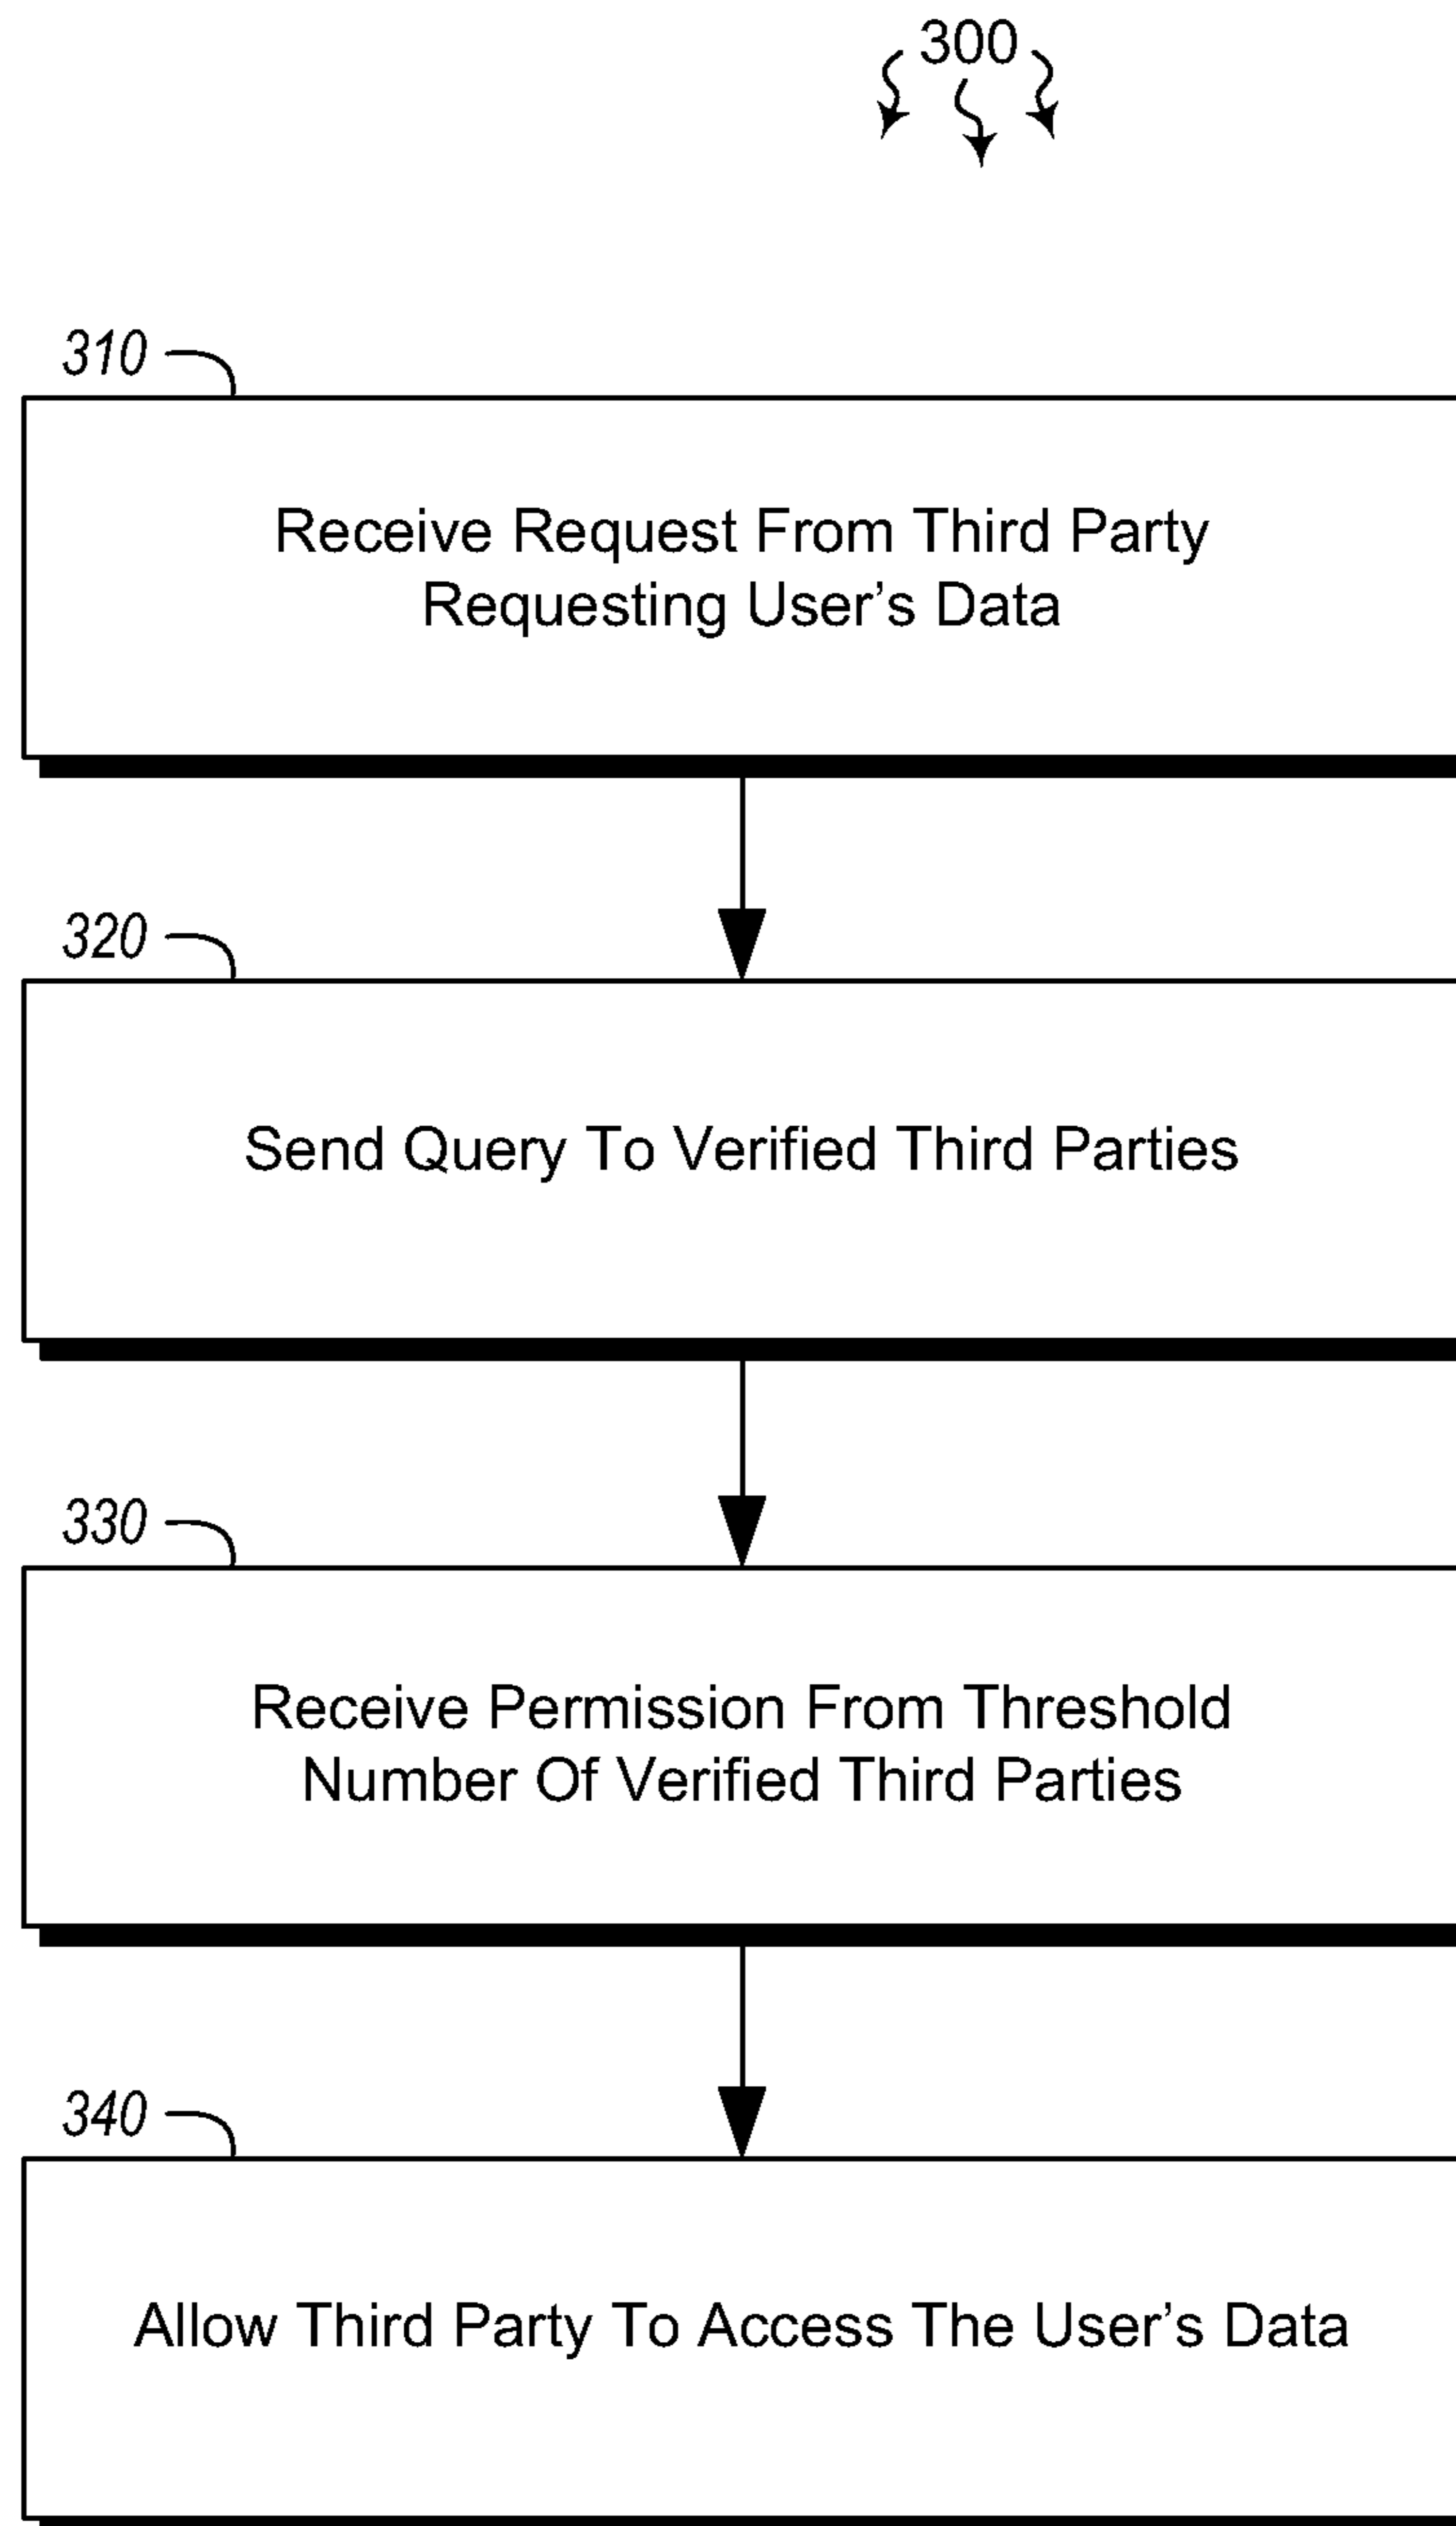 300
310
Receive Request From Third Party
Requesting User's Data
320
Send Query To Verified Third Parties
330
Receive Permission From Threshold
Number Of Verified Third Parties
340
Allow Third Party To Access The User's Data